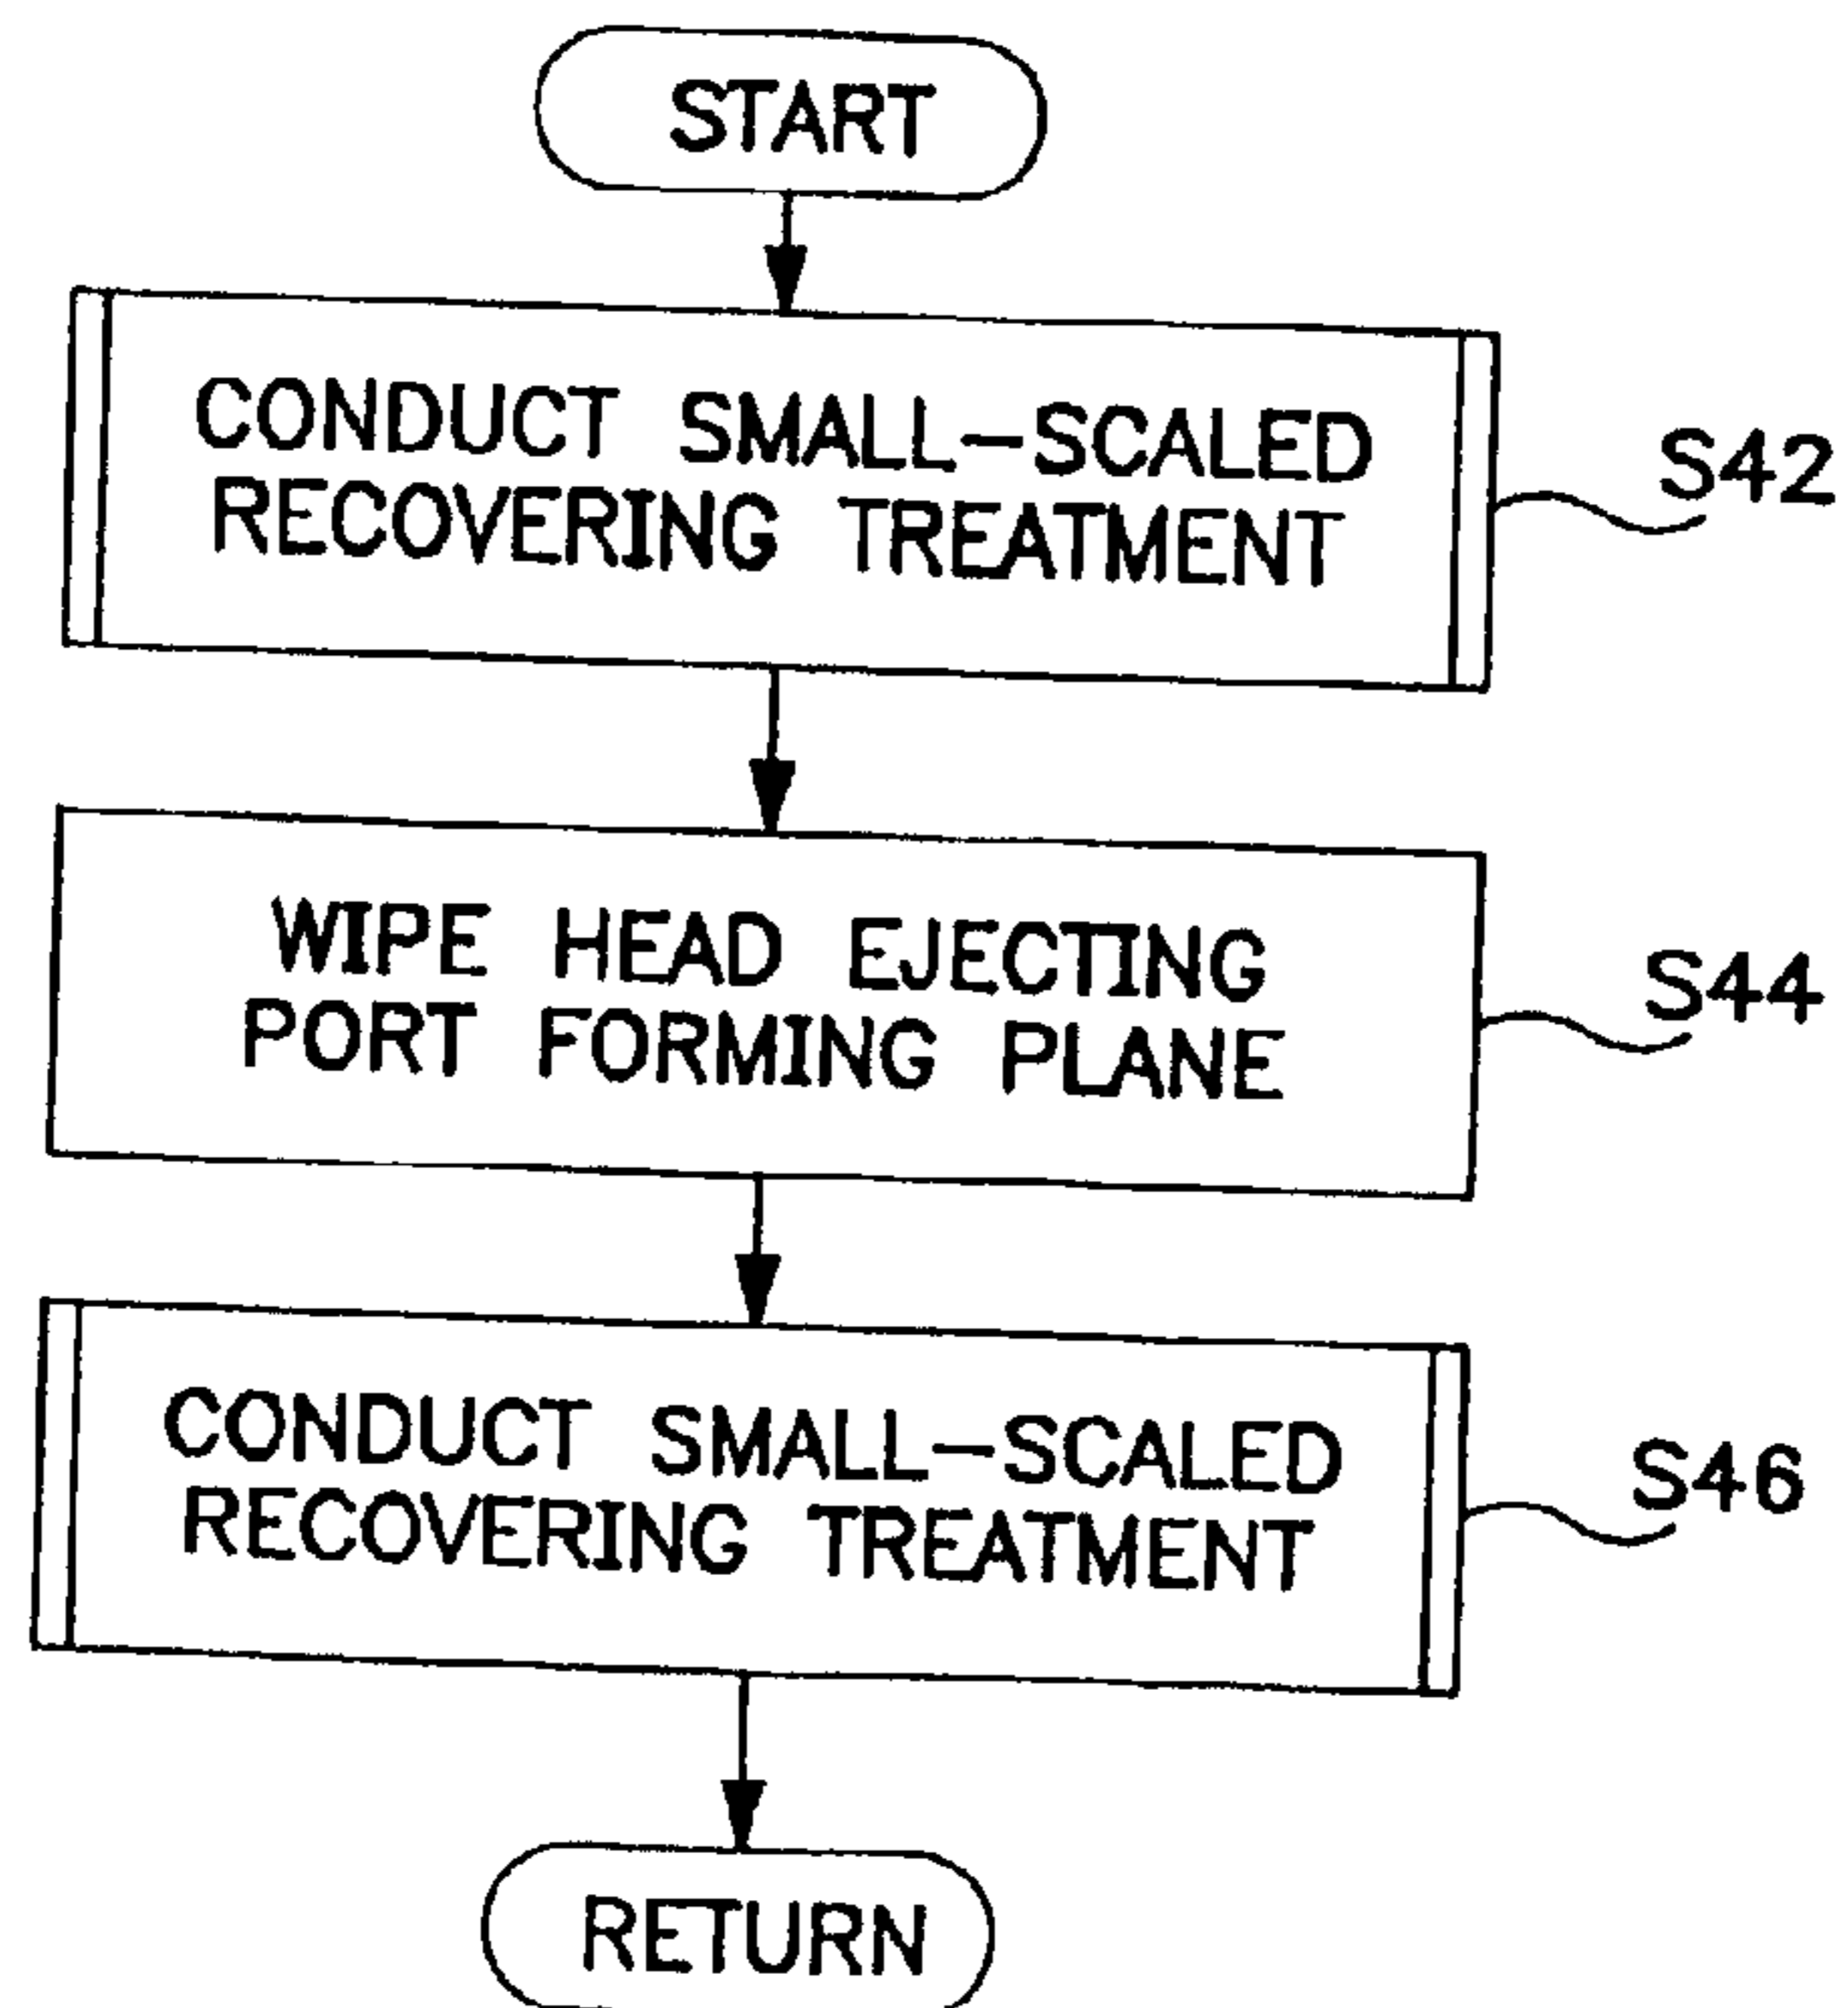 START
CONDUCT SMALL-SCALED
RECOVERING TREATMENT
S42
WIPE HEAD EJECTING
PORT FORMING PLANE
S44
CONDUCT SMALL-SCALED
RECOVERING TREATMENT
S46
RETURN